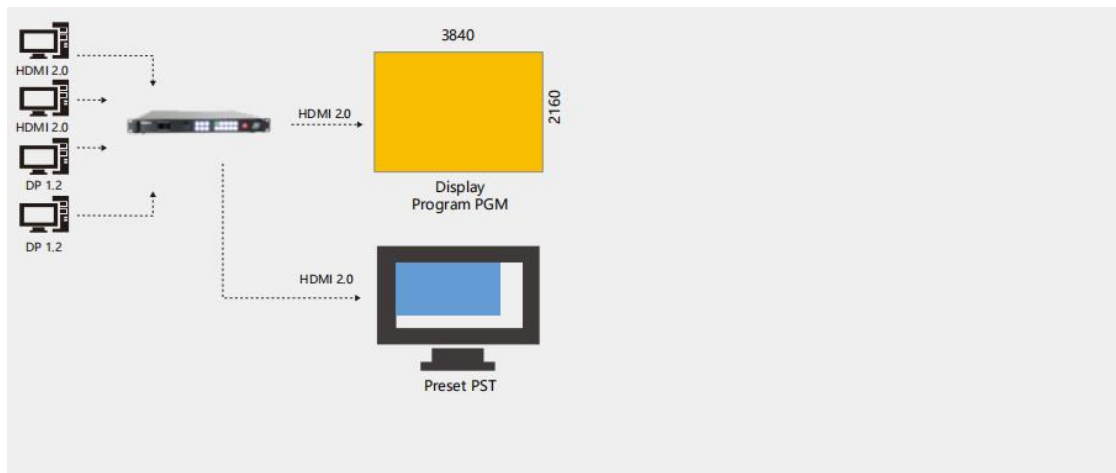 HDMI 2.0
HDMI 2.0
DP 1.2
DP 1.2
HDMI 2.0
3840
2160
Display
Program PGM
HDMI 2.0
Preset PST